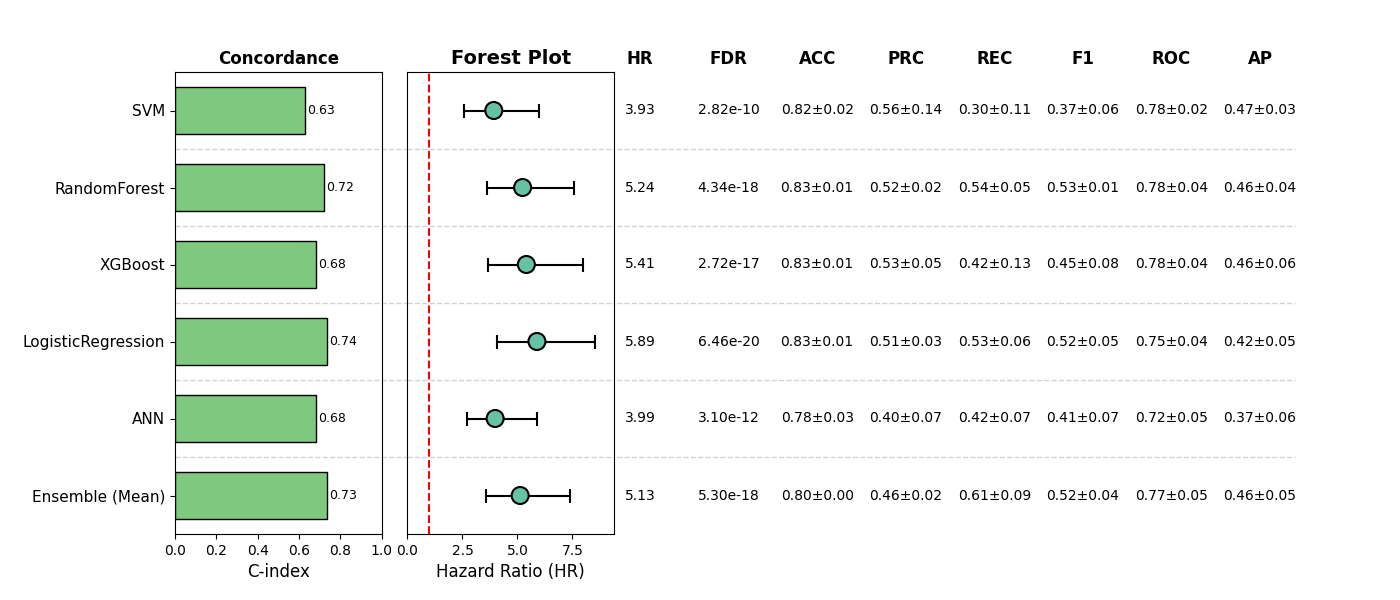 Concordance Forest Plot HR FDR ACC PRC REC F1 ROC AP
SVM 0.63 3.93 2.82e-10 0.82±0.02 0.56±0.14 0.30±0.11 0.37±0.06 0.78±0.02 0.47±0.03
RandomForest 0.72 5.24 4.34e-18 0.83±0.01 0.52±0.02 0.54±0.05 0.53±0.01 0.78±0.04 0.46±0.04
XGBoost 0.68 5.41 2.72e-17 0.83±0.01 0.53±0.05 0.42±0.13 0.45±0.08 0.78±0.04 0.46±0.06
LogisticRegression 0.74 5.89 6.46e-20 0.83±0.01 0.51±0.03 0.53±0.06 0.52±0.05 0.75±0.04 0.42±0.05
ANN 0.68 3.99 3.10e-12 0.78±0.03 0.40±0.07 0.42±0.07 0.41±0.07 0.72±0.05 0.37±0.06
Ensemble (Mean) 0.73 5.13 5.30e-18 0.80±0.00 0.46±0.02 0.61±0.09 0.52±0.04 0.77±0.05 0.46±0.05
0.0 0.2 0.4 0.6 0.8 1.0 0.0 2.5 5.0 7.5
C-index Hazard Ratio (HR)